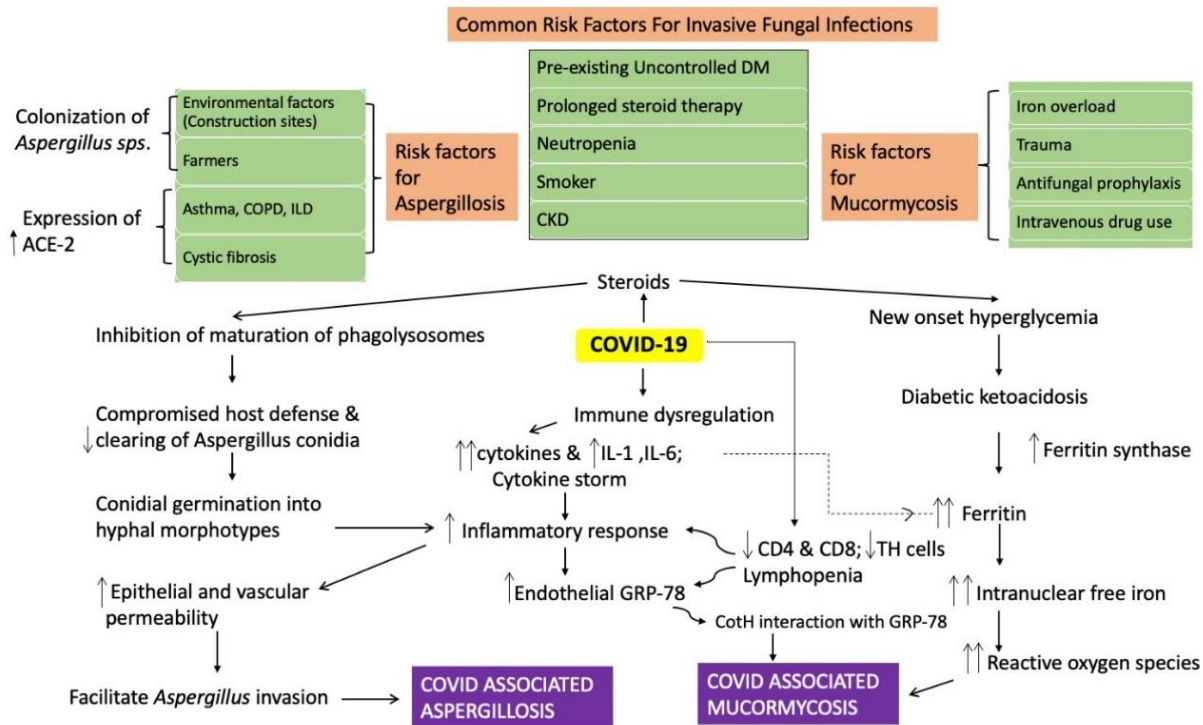 Common Risk Factors For Invasive Fungal Infections
Pre-existing Uncontrolled DM
Prolonged steroid therapy
Neutropenia
Smoker
CKD
Colonization of
Aspergillus sps.
Expression of
↑ ACE-2
Environmental factors
(Construction sites)
Farmers
Asthma, COPD, ILD
Cystic fibrosis
Risk factors
for
Aspergillosis
Risk factors
for
Mucormycosis
Iron overload
Trauma
Antifungal prophylaxis
Intravenous drug use
Steroids
COVID-19
Inhibition of maturation of phagolysosomes
Compromised host defense &
↓ clearing of Aspergillus conidia
Conidial germination into
hyphal morphotypes
↑ Epithelial and vascular
permeability
Facilitate Aspergillus invasion
COVID ASSOCIATED
ASPERGILLOSIS
Immune dysregulation
↑↑cytokines & ↑IL-1 ,IL-6;
Cytokine storm
↑ Inflammatory response
↑Endothelial GRP-78
↓ CD4 & CD8; ↓TH cells
Lymphopenia
CotH interaction with GRP-78
COVID ASSOCIATED
MUCORMYCOSIS
New onset hyperglycemia
Diabetic ketoacidosis
↑ Ferritin synthase
↑↑ Ferritin
↑↑ Intranuclear free iron
↑↑ Reactive oxygen species